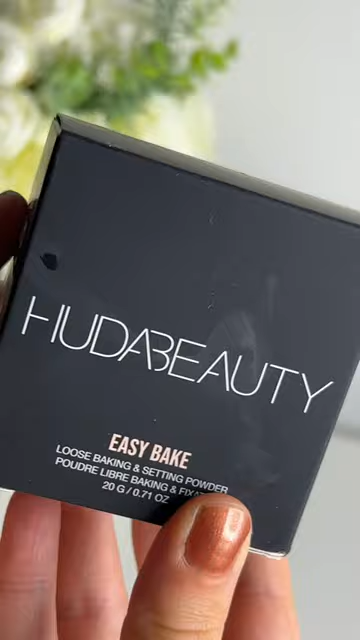 HUDABEAUTY
EASY BAKE
LOOSE BAKING & SETTING POWDER
POUDRE LIBRE BAKING &
20 G / 0.71 OZ